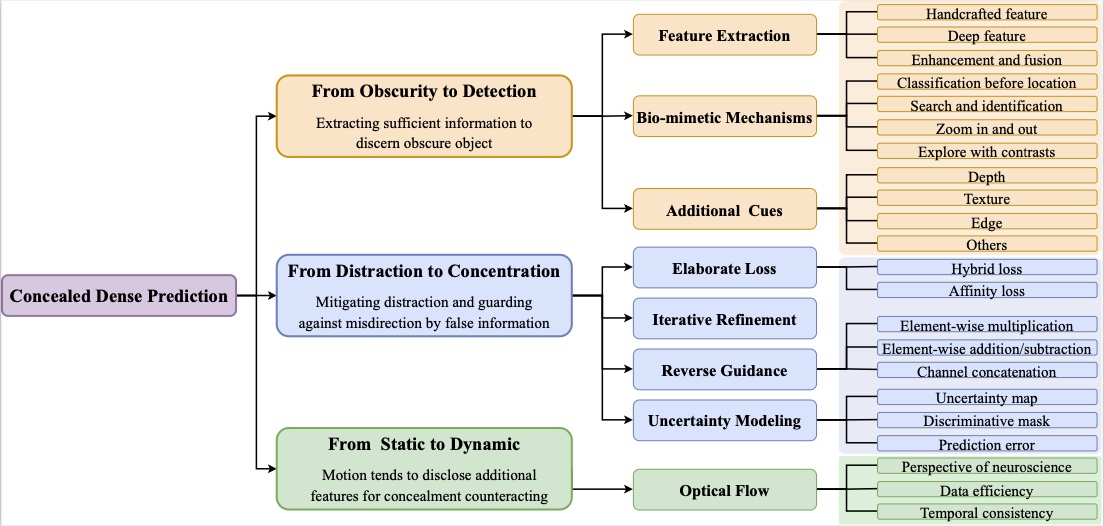 Concealed Dense Prediction
From Obscurity to Detection
Extracting sufficient information to
discern obscure object
Feature Extraction
Handcrafted feature
Deep feature
Enhancement and fusion
Bio-mimetic Mechanisms
Classification before location
Search and identification
Zoom in and out
Explore with contrasts
Additional Cues
Depth
Texture
Edge
Others
From Distraction to Concentration
Mitigating distraction and guarding
against misdirection by false information
Elaborate Loss
Hybrid loss
Affinity loss
Iterative Refinement
Reverse Guidance
Element-wise multiplication
Element-wise addition/subtraction
Channel concatenation
Uncertainty Modeling
Uncertainty map
Discriminative mask
Prediction error
From Static to Dynamic
Motion tends to disclose additional
features for concealment counteracting
Optical Flow
Perspective of neuroscience
Data efficiency
Temporal consistency